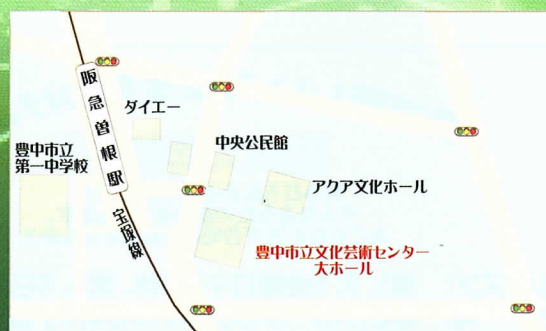 阪急曽根駅
ダイエー
中央公民館
豊中市立
第一中学校
アクア文化ホール
宝塚線
豊中市立文化芸術センター
大ホール